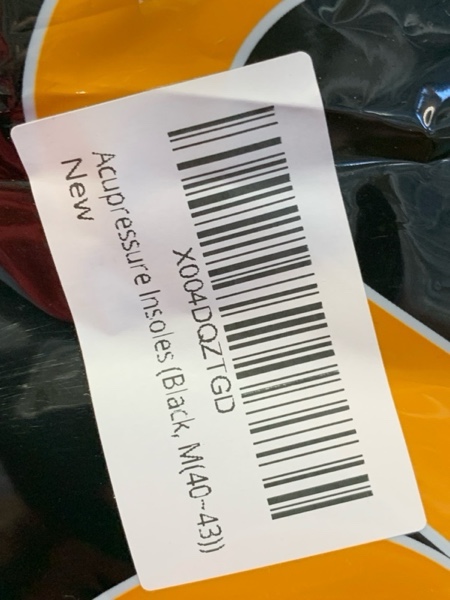 X004DQZTGD
Acupressure Insoles (Black, M(40~43))
New